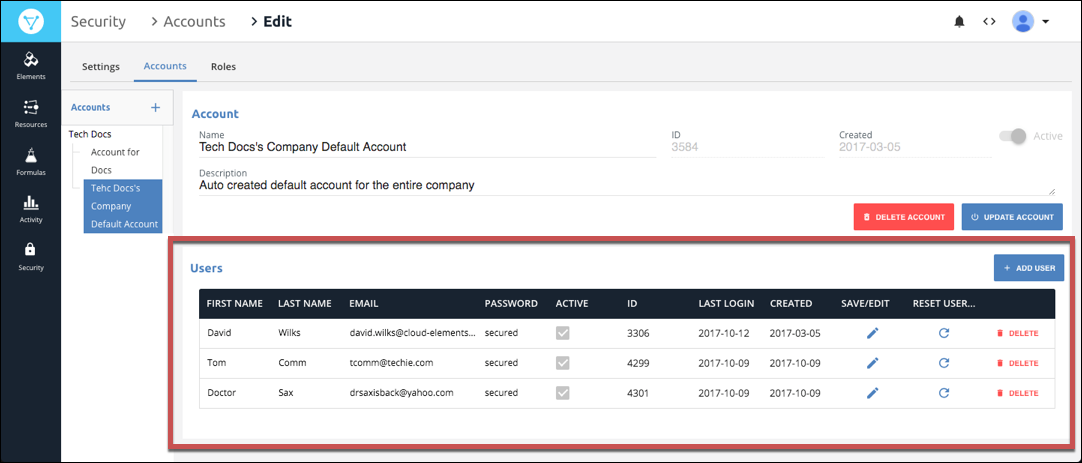 Security > Accounts > Edit
Elements
Resources
Formulas
Activity
Security
Settings Accounts Roles
Accounts +
Tech Docs
Account for
Docs
Tehc Docs's
Company
Default Account
Account
Name
Tech Docs's Company Default Account
ID
3584
Created
2017-03-05
Active
Description
Auto created default account for the entire company
DELETE ACCOUNT
UPDATE ACCOUNT
Users
+ ADD USER
FIRST NAME LAST NAME EMAIL PASSWORD ACTIVE ID LAST LOGIN CREATED SAVE/EDIT RESET USER...
David Wilks david.wilks@cloud-elements... secured 3306 2017-10-12 2017-03-05 DELETE
Tom Comm tcomm@techie.com secured 4299 2017-10-09 2017-10-09 DELETE
Doctor Sax drsaxisback@yahoo.com secured 4301 2017-10-09 2017-10-09 DELETE